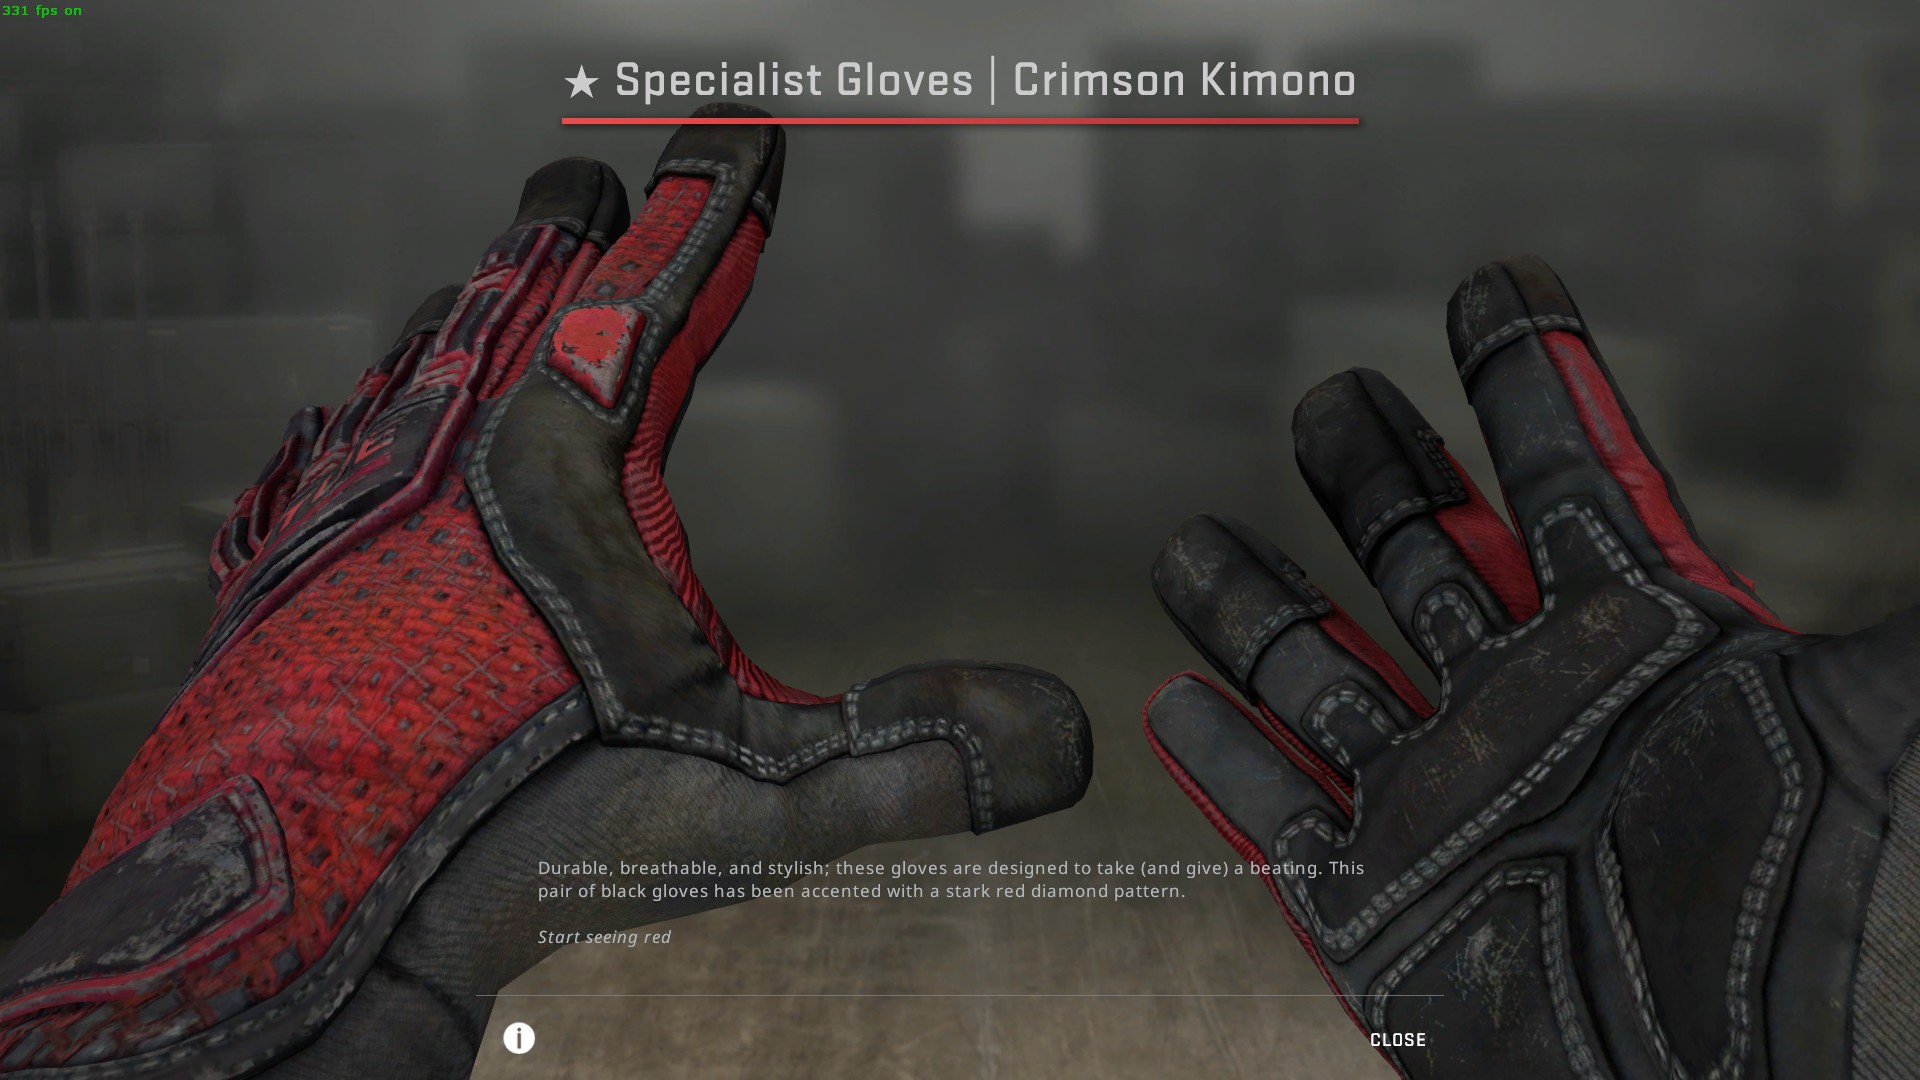 331 fps on
★ Specialist Gloves | Crimson Kimono
Durable, breathable, and stylish; these gloves are designed to take (and give) a beating. This
pair of black gloves has been accented with a stark red diamond pattern.
Start seeing red
CLOSE